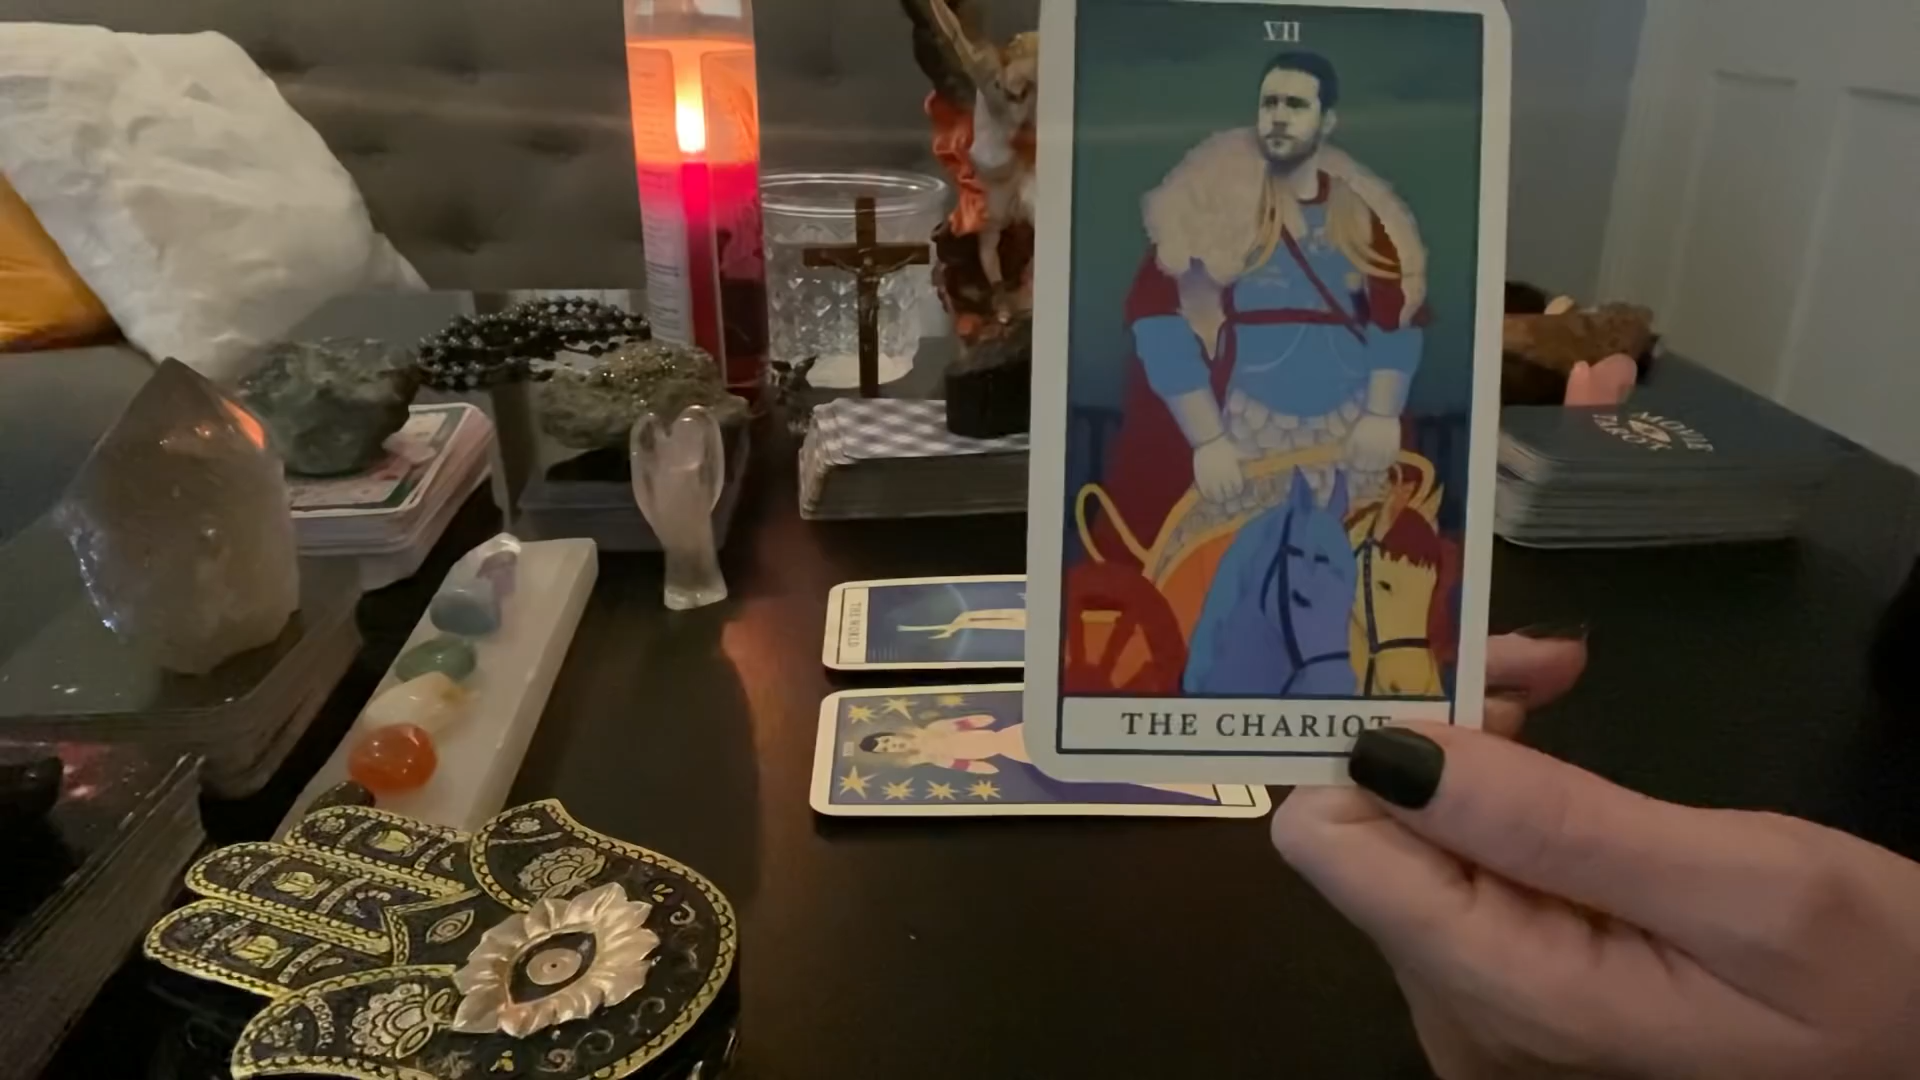 VII
THE CHARIOT
THE WORLD
MOVIE
TAROT